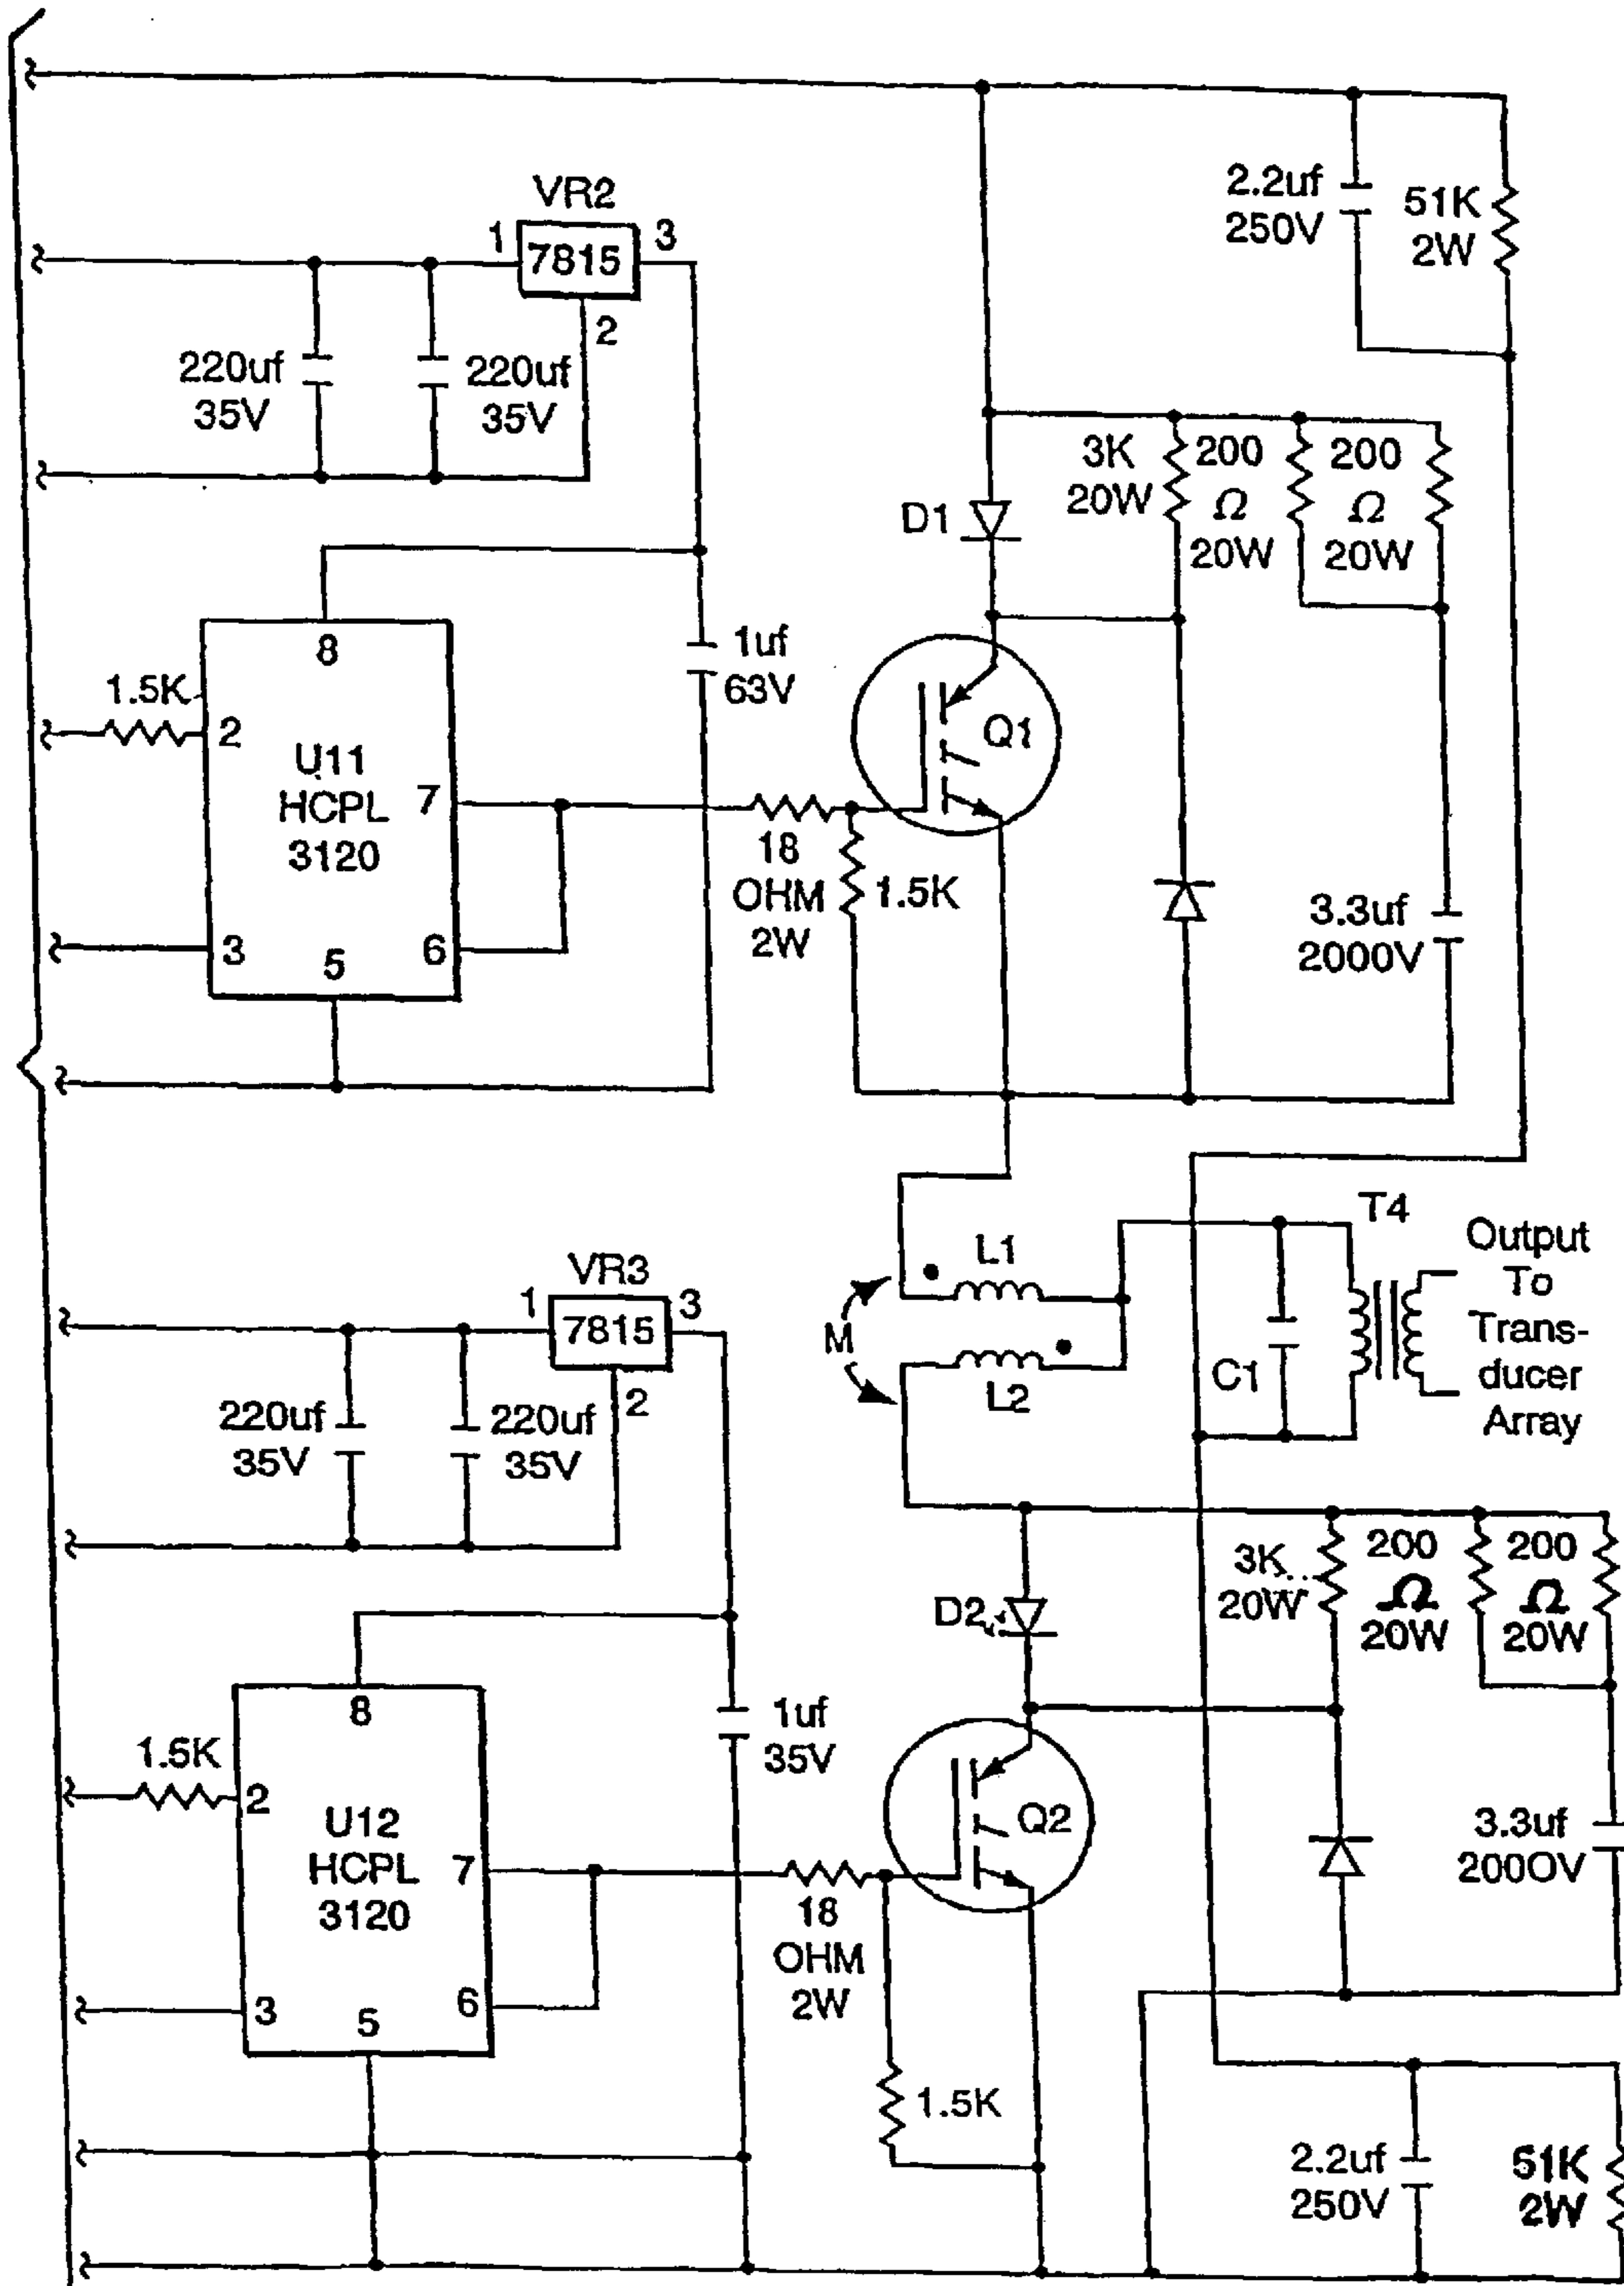 2.2uf
250V
51K
2W
VR2
1
7815
3
2
220uf
35V
220uf
35V
3K
20W
200
Ω
20W
200
Ω
20W
D1
8
1uf
63V
1.5K
2
U11
HCPL
3120
7
Q1
18
OHM
2W
1.5K
3.3uf
2000V
3
5
6
T4
Output
To
Trans-
ducer
Array
L1
M
L2
C1
VR3
1
7815
3
2
220uf
35V
220uf
35V
3K
20W
200
Ω
20W
200
Ω
20W
D2
8
1uf
35V
1.5K
2
U12
HCPL
3120
7
Q2
18
OHM
2W
3.3uf
2000V
3
5
6
1.5K
2.2uf
250V
51K
2W